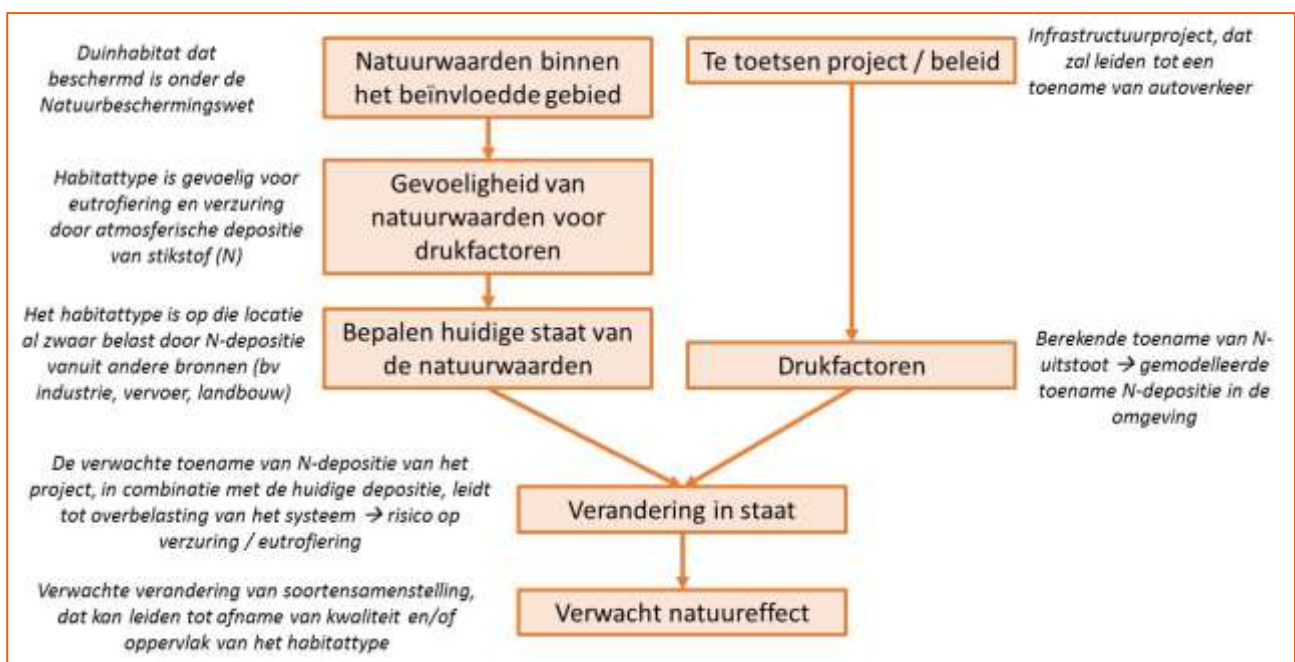 Duinhabitat dat
beschermd is onder de
Natuurbeschermingswet
Natuurwaarden binnen
het beïnvloedde gebied
Te toetsen project / beleid
Infrastructuurproject, dat
zal leiden tot een
toename van autoverkeer
Habitattype is gevoelig voor
eutrofiering en verzuring
door atmosferische depositie
van stikstof (N)
Gevoeligheid van
natuurwaarden voor
drukfactoren
Het habitattype is op die locatie
al zwaar belast door N-depositie
vanuit andere bronnen (bv
industrie, vervoer, landbouw)
Bepalen huidige staat van
de natuurwaarden
Drukfactoren
Berekende toename van N-
uitstoot → gemodelleerde
toename N-depositie in de
omgeving
De verwachte toename van N-depositie van het
project, in combinatie met de huidige depositie, leidt
tot overbelasting van het systeem → risico op
verzuring / eutrofiering
Verandering in staat
Verwachte verandering van soortensamenstelling,
dat kan leiden tot afname van kwaliteit en/of
oppervlak van het habitattype
Verwacht natuureffect